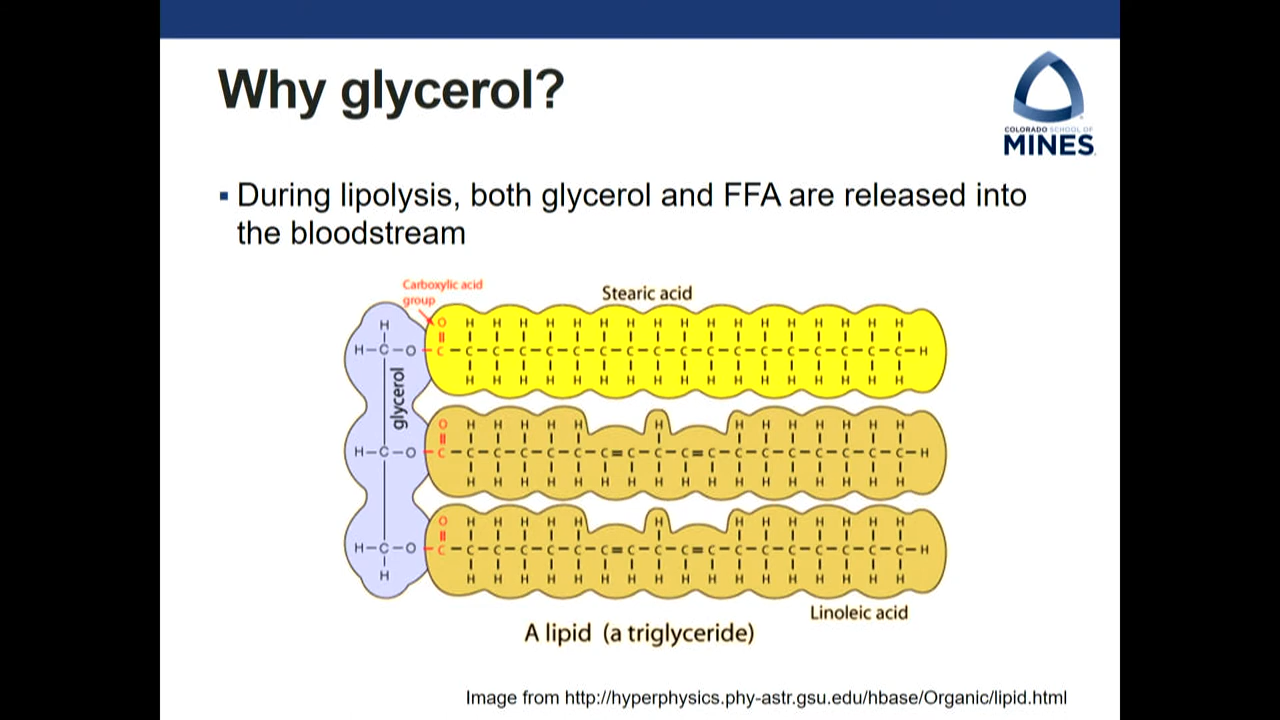 Why glycerol?
COLORADO SCHOOL OF
MINES
▪ During lipolysis, both glycerol and FFA are released into
the bloodstream
Carboxylic acid
group
Stearic acid
H O H H H H H H H H H H H H H H H H H
H–C–O–C–C–C–C–C–C–C–C–C–C–C–C–C–C–C–C–C–C–H
H H H H H H H H H H H H H H H H H
glycerol
O H H H H H H H H H H H H H
H–C–O–C–C–C–C–C–C–C=C–C–C=C–C–C–C–C–C–C–C–H
H H H H H H H H H H H H H H H H H
O H H H H H H H H H H H H H
H–C–O–C–C–C–C–C–C–C=C–C–C=C–C–C–C–C–C–C–C–H
H H H H H H H H H H H H H H H H H H
Linoleic acid
A lipid (a triglyceride)
Image from http://hyperphysics.phy-astr.gsu.edu/hbase/Organic/lipid.html